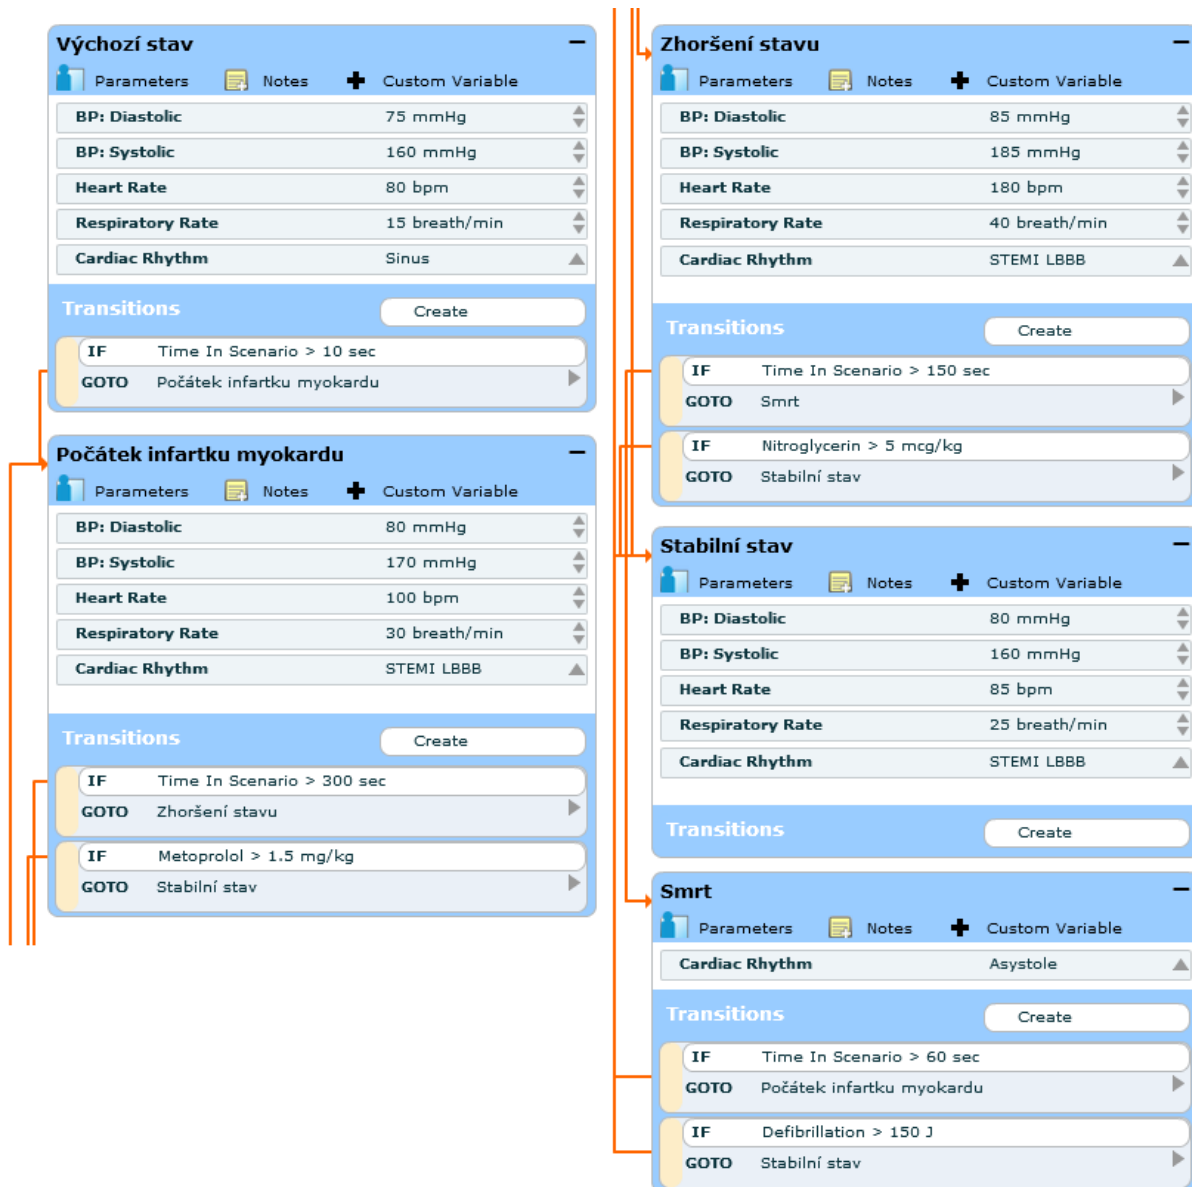 Výchozí stav
Parameters Notes Custom Variable
BP: Diastolic 75 mmHg
BP: Systolic 160 mmHg
Heart Rate 80 bpm
Respiratory Rate 15 breath/min
Cardiac Rhythm Sinus
Transitions Create
IF Time In Scenario > 10 sec
GOTO Počátek infartku myokardu
Počátek infartku myokardu
Parameters Notes Custom Variable
BP: Diastolic 80 mmHg
BP: Systolic 170 mmHg
Heart Rate 100 bpm
Respiratory Rate 30 breath/min
Cardiac Rhythm STEMI LBBB
Transitions Create
IF Time In Scenario > 300 sec
GOTO Zhoršení stavu
IF Metoprolol > 1.5 mg/kg
GOTO Stabilní stav
Zhoršení stavu
Parameters Notes Custom Variable
BP: Diastolic 85 mmHg
BP: Systolic 185 mmHg
Heart Rate 180 bpm
Respiratory Rate 40 breath/min
Cardiac Rhythm STEMI LBBB
Transitions Create
IF Time In Scenario > 150 sec
GOTO Smrt
IF Nitroglycerin > 5 mcg/kg
GOTO Stabilní stav
Stabilní stav
Parameters Notes Custom Variable
BP: Diastolic 80 mmHg
BP: Systolic 160 mmHg
Heart Rate 85 bpm
Respiratory Rate 25 breath/min
Cardiac Rhythm STEMI LBBB
Transitions Create
Smrt
Parameters Notes Custom Variable
Cardiac Rhythm Asystole
Transitions Create
IF Time In Scenario > 60 sec
GOTO Počátek infartku myokardu
IF Defibrillation > 150 J
GOTO Stabilní stav